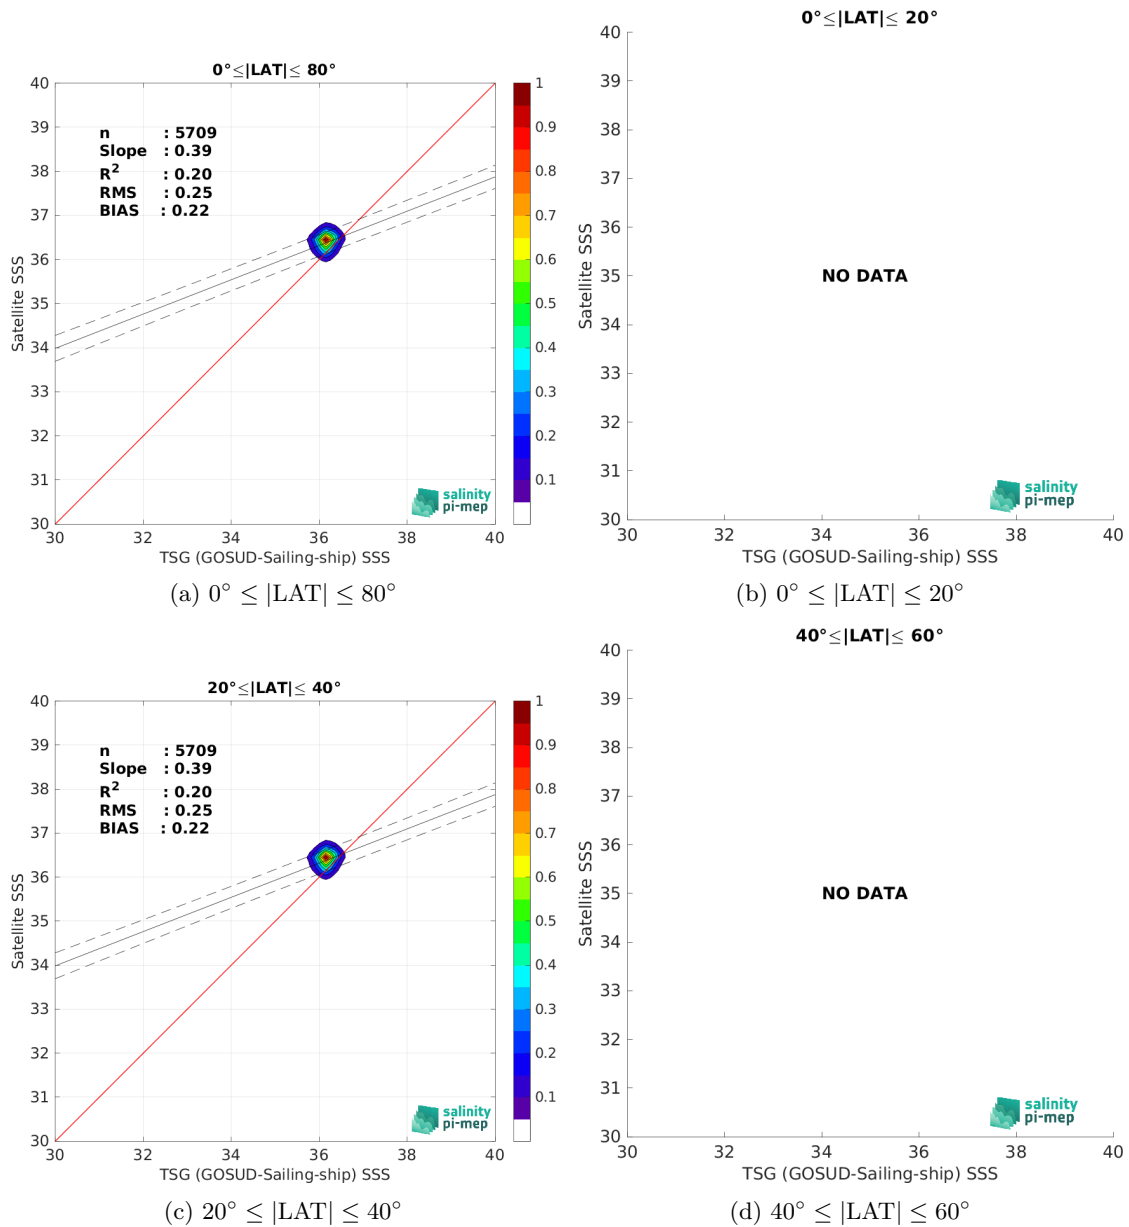 0°≤|LAT|≤ 80°
40
39
38
37
36
35
34
33
32
31
30
Satellite SSS
n : 5709
Slope : 0.39
R² : 0.20
RMS : 0.25
BIAS : 0.22
salinity
pi-mep
30 32 34 36 38 40
TSG (GOSUD-Sailing-ship) SSS
1
0.9
0.8
0.7
0.6
0.5
0.4
0.3
0.2
0.1
(a) 0° ≤ |LAT| ≤ 80°
0°≤|LAT|≤ 20°
40
39
38
37
36
35
34
33
32
31
30
Satellite SSS
NO DATA
salinity
pi-mep
30 32 34 36 38 40
TSG (GOSUD-Sailing-ship) SSS
(b) 0° ≤ |LAT| ≤ 20°
20°≤|LAT|≤ 40°
40
39
38
37
36
35
34
33
32
31
30
Satellite SSS
n : 5709
Slope : 0.39
R² : 0.20
RMS : 0.25
BIAS : 0.22
salinity
pi-mep
30 32 34 36 38 40
TSG (GOSUD-Sailing-ship) SSS
1
0.9
0.8
0.7
0.6
0.5
0.4
0.3
0.2
0.1
(c) 20° ≤ |LAT| ≤ 40°
40°≤|LAT|≤ 60°
40
39
38
37
36
35
34
33
32
31
30
Satellite SSS
NO DATA
salinity
pi-mep
30 32 34 36 38 40
TSG (GOSUD-Sailing-ship) SSS
(d) 40° ≤ |LAT| ≤ 60°